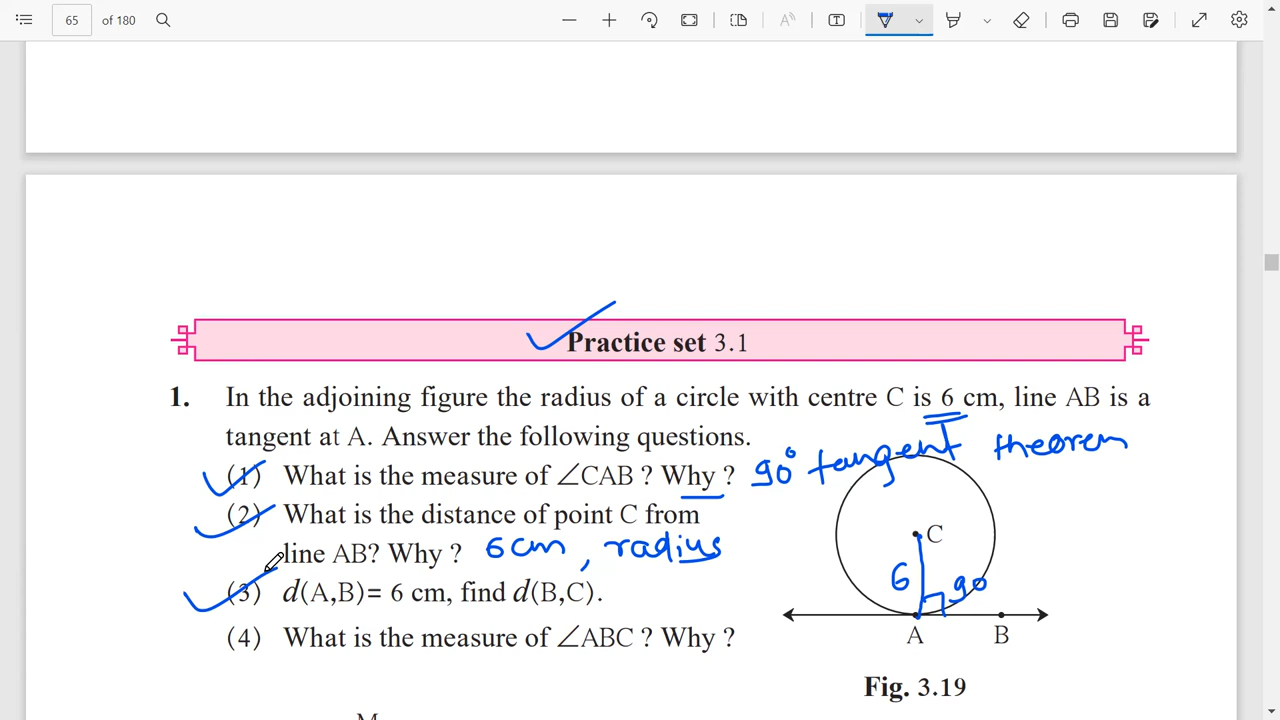 65 of 180
Practice set 3.1
1. In the adjoining figure the radius of a circle with centre C is 6 cm, line AB is a
tangent at A. Answer the following questions.
(1) What is the measure of ∠CAB ? Why ? 90° tangent theorem
(2) What is the distance of point C from
line AB? Why ? 6cm, radius
(3) d(A,B)= 6 cm, find d(B,C).
(4) What is the measure of ∠ABC ? Why ?
C
6 90
A B
Fig. 3.19
M